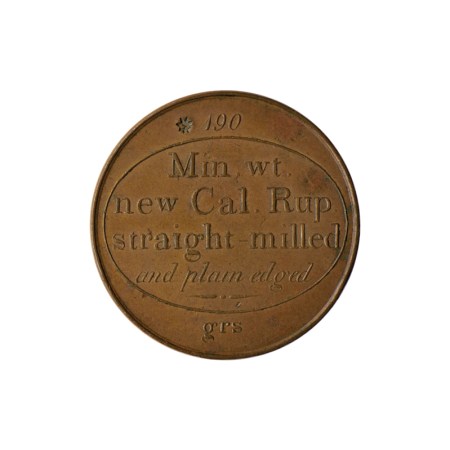 190
Min. wt.
new Cal. Rup
straight-milled
and plain edged
grs